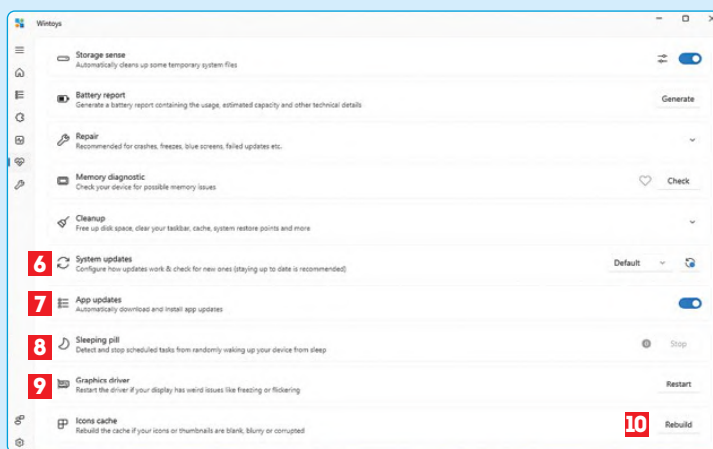 Wintoys
Storage sense
Automatically cleans up some temporary system files
Battery report
Generate a battery report containing the usage, estimated capacity and other technical details
Generate
Repair
Recommended for crashes, freezes, blue screens, failed updates etc.
Memory diagnostic
Check your device for possible memory issues
Check
Cleanup
Free up disk space, clear your taskbar, cache, system restore points and more
6
System updates
Configure how updates work & check for new ones (staying up to date is recommended)
Default
7
App updates
Automatically download and install app updates
8
Sleeping pill
Detect and stop scheduled tasks from randomly waking up your device from sleep
Stop
9
Graphics driver
Restart the driver if your display has weird issues like freezing or flickering
Restart
Icons cache
Rebuild the cache if your icons or thumbnails are blank, blurry or corrupted
10
Rebuild